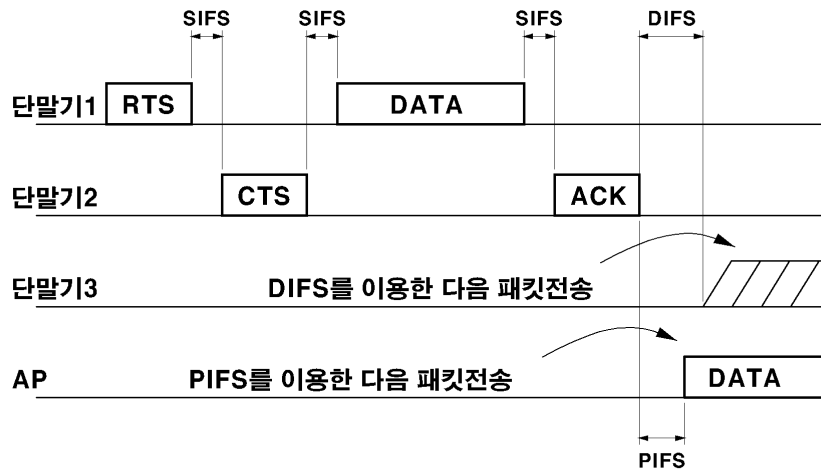 SIFS SIFS SIFS DIFS
단말기1 RTS DATA
단말기2 CTS ACK
단말기3 DIFS를 이용한 다음 패킷전송
AP PIFS를 이용한 다음 패킷전송 DATA
PIFS